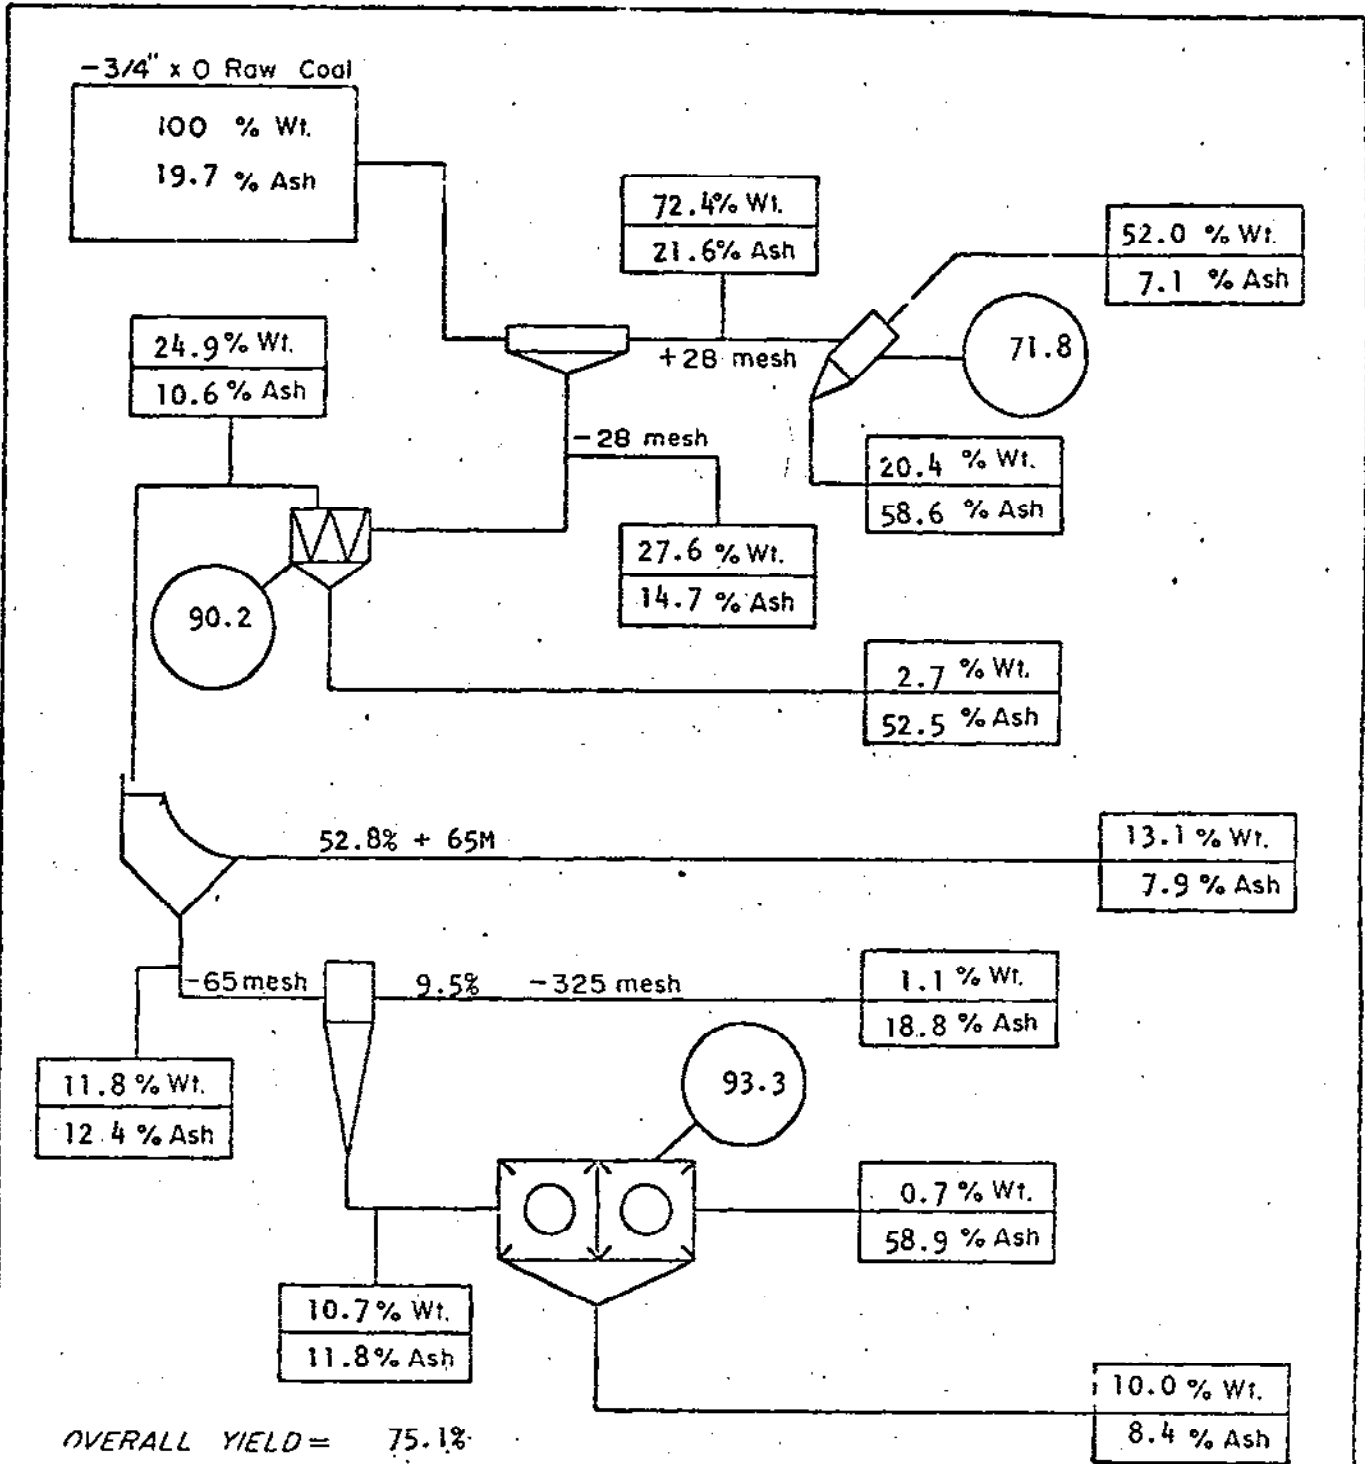 -3/4" x 0 Raw Coal
100 % Wt.
19.7 % Ash
72.4% Wt.
21.6% Ash
52.0 % Wt.
7.1 % Ash
24.9% Wt.
10.6% Ash
+28 mesh
71.8
-28 mesh
20.4 % Wt.
58.6 % Ash
27.6 % Wt.
14.7 % Ash
90.2
2.7 % Wt.
52.5 % Ash
52.8% + 65M
13.1 % Wt.
7.9 % Ash
-65 mesh
9.5% -325 mesh
1.1 % Wt.
18.8 % Ash
11.8 % Wt.
12.4 % Ash
93.3
0.7 % Wt.
58.9 % Ash
10.7 % Wt.
11.8% Ash
10.0 % Wt.
8.4 % Ash
OVERALL YIELD = 75.1%